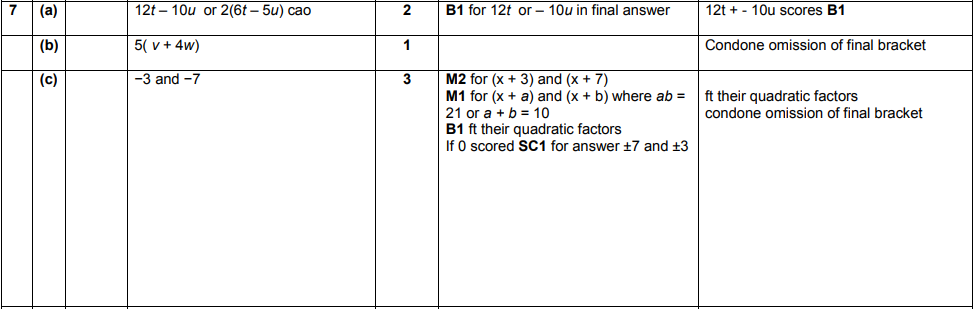 7 (a) 12t – 10u or 2(6t – 5u) cao 2 B1 for 12t or – 10u in final answer 12t + - 10u scores B1
(b) 5( v + 4w) 1 Condone omission of final bracket
(c) −3 and −7 3 M2 for (x + 3) and (x + 7)
M1 for (x + a) and (x + b) where ab = ft their quadratic factors
21 or a + b = 10 condone omission of final bracket
B1 ft their quadratic factors
If 0 scored SC1 for answer ±7 and ±3